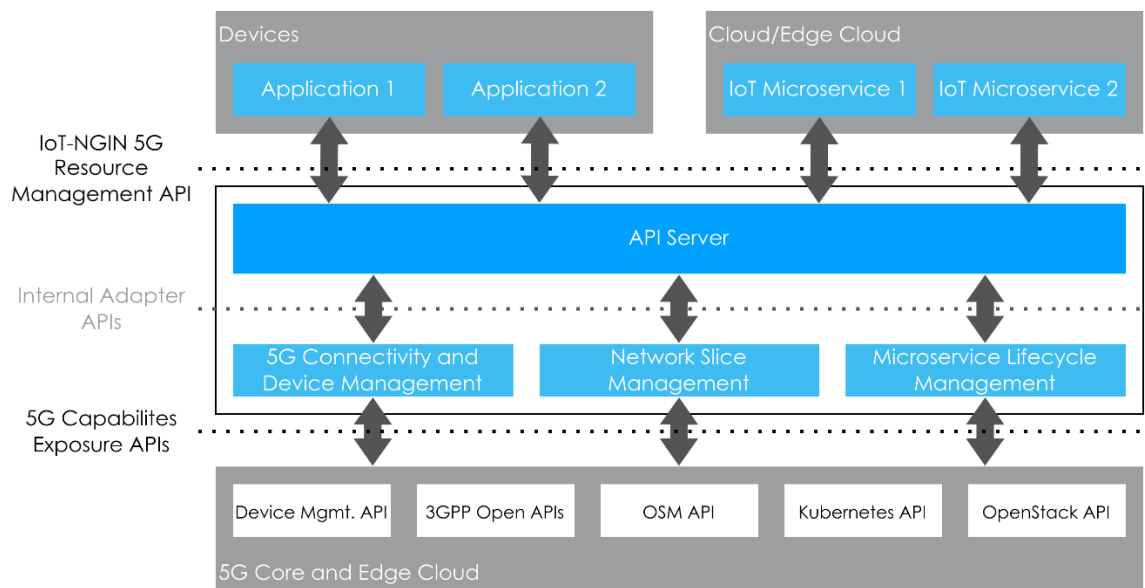 Devices
Cloud/Edge Cloud
Application 1
Application 2
IoT Microservice 1
IoT Microservice 2
IoT-NGIN 5G
Resource
Management API
API Server
Internal Adapter
APIs
5G Connectivity and
Device Management
Network Slice
Management
Microservice Lifecycle
Management
5G Capabilites
Exposure APIs
Device Mgmt. API
3GPP Open APIs
OSM API
Kubernetes API
OpenStack API
5G Core and Edge Cloud